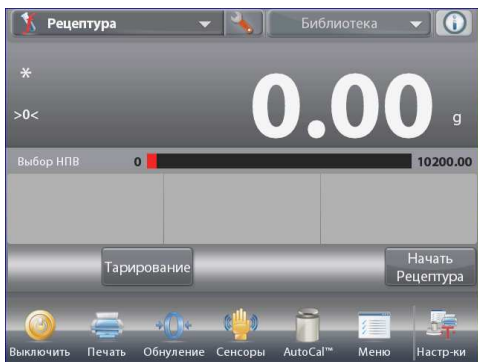 Рецептура
Библиотека
*
>0<
0.00 g
Выбор НПВ 0 10200.00
Тарирование
Начать
Рецептура
Выключить Печать Обнуление Сенсоры AutoCal™ Меню Настр-ки